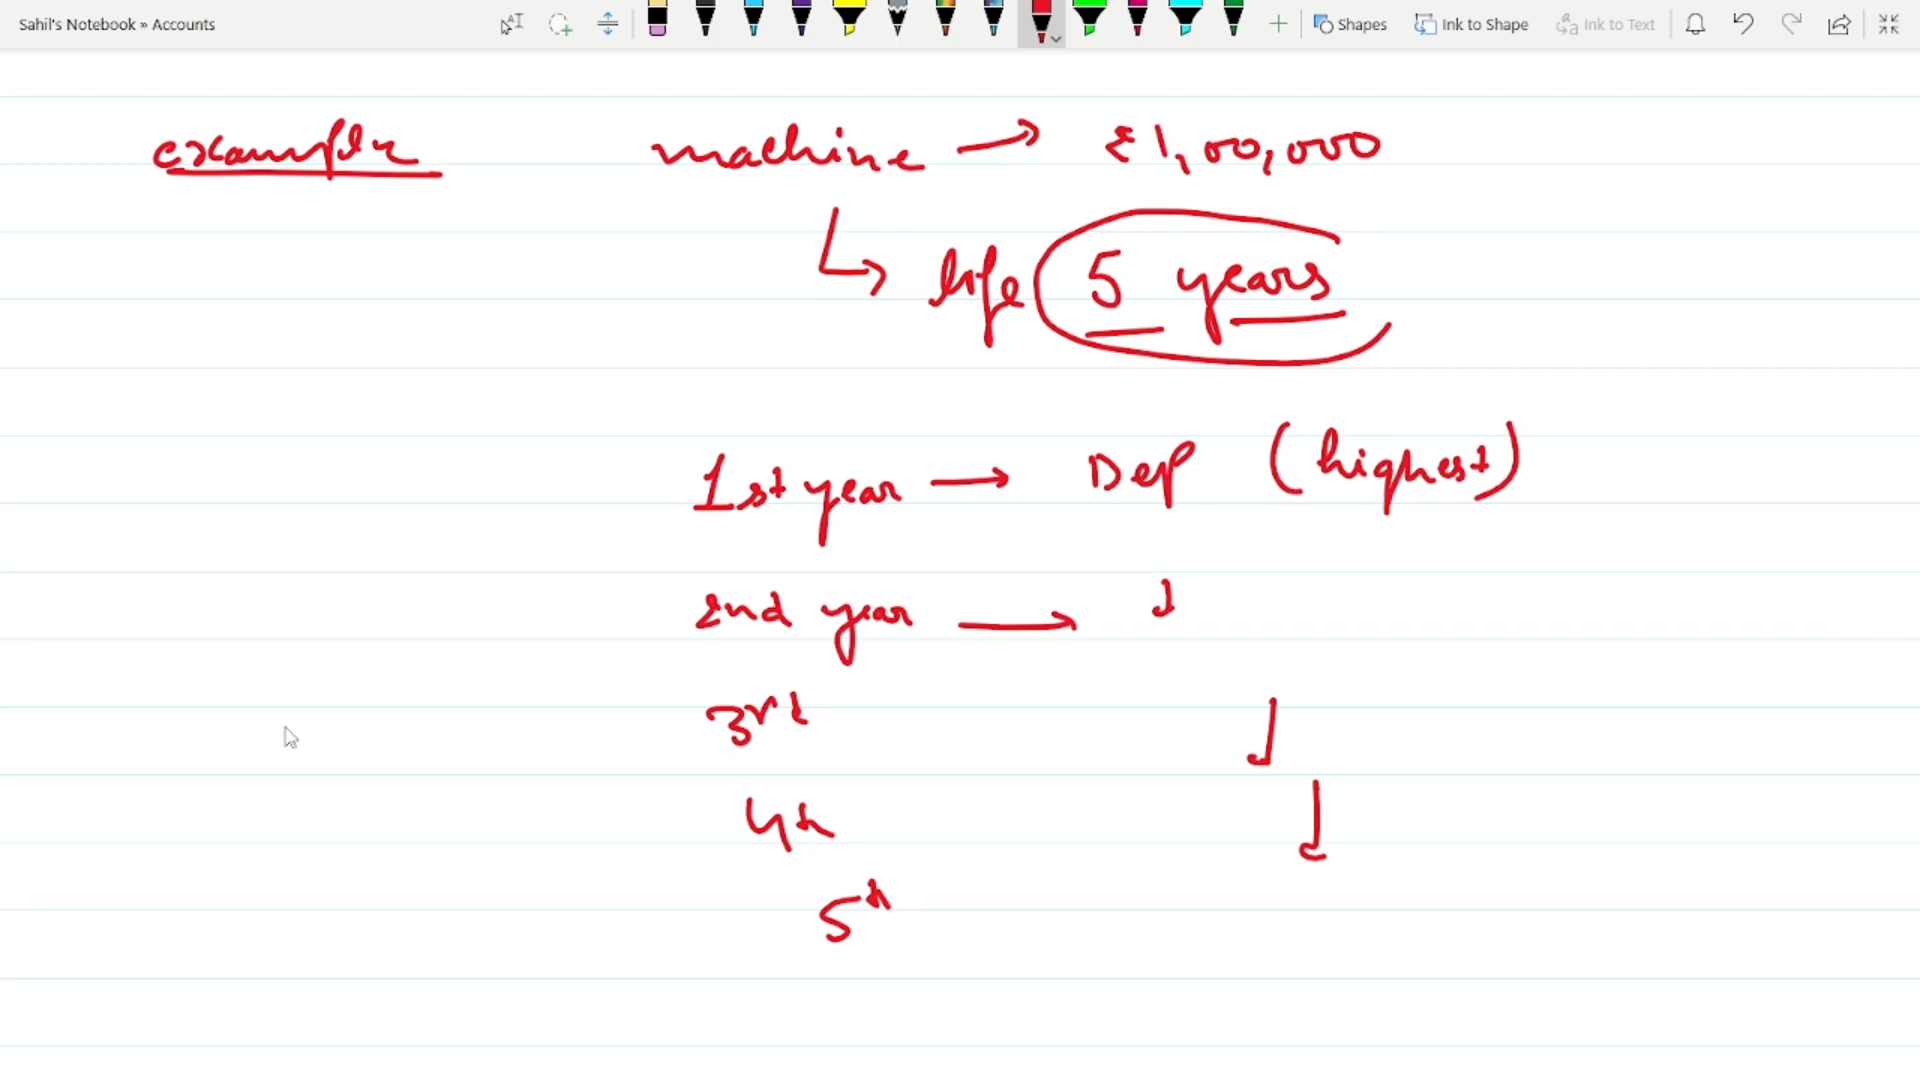 Sahil's Notebook » Accounts
Shapes Ink to Shape Ink to Text
example machine → ₹1,00,000
↳ life 5 years
1st year → Dep (highest)
2nd year → ↓
3rd ↓
4th ↓
5th